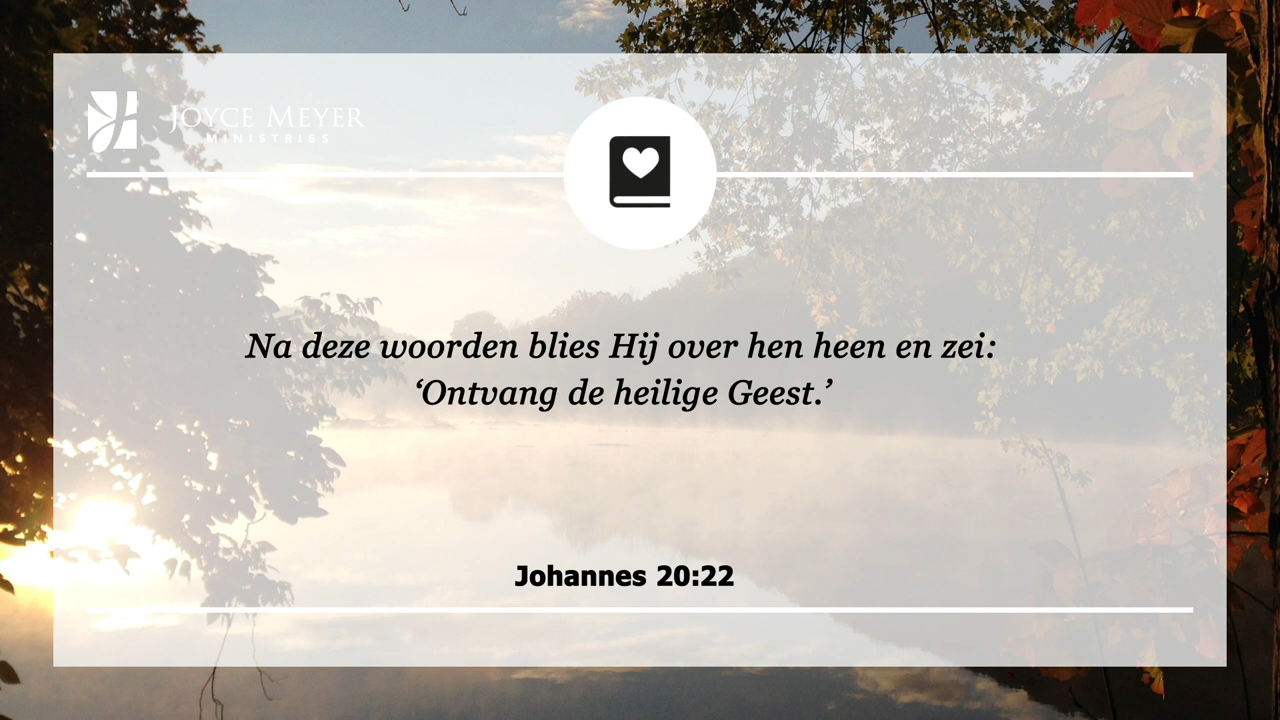 JOYCE MEYER
MINISTRIES
Na deze woorden blies Hij over hen heen en zei:
‘Ontvang de heilige Geest.’
Johannes 20:22